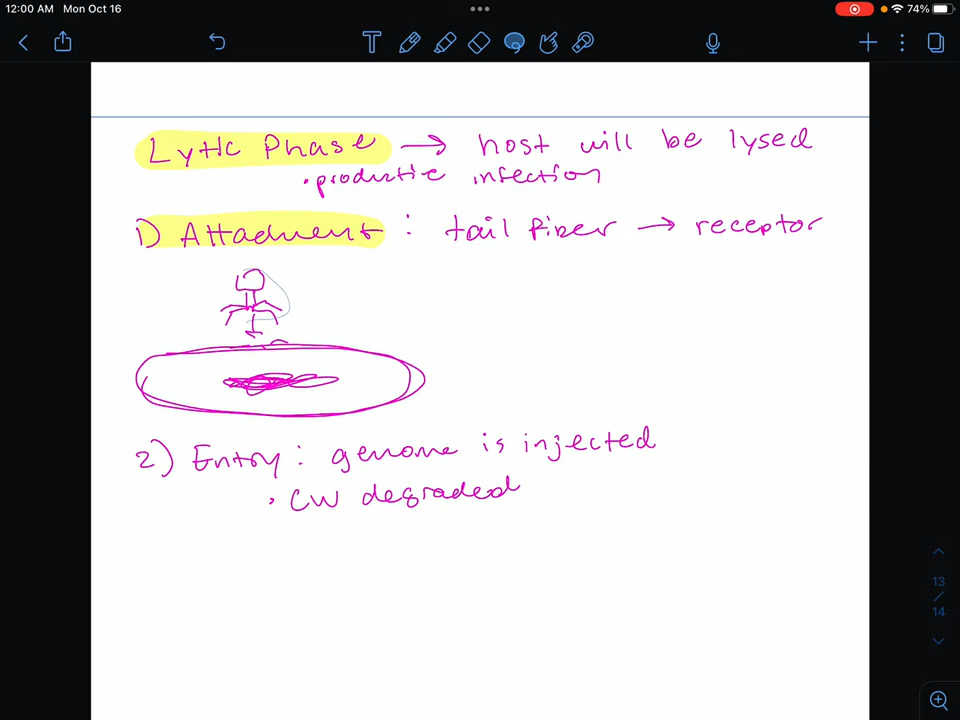 12:00 AM Mon Oct 16
74%
Lytic Phase → host will be lysed
• productive infection
1) Attachment : tail fiber → receptor
2) Entry : genome is injected
• CW degraded
13
/
14